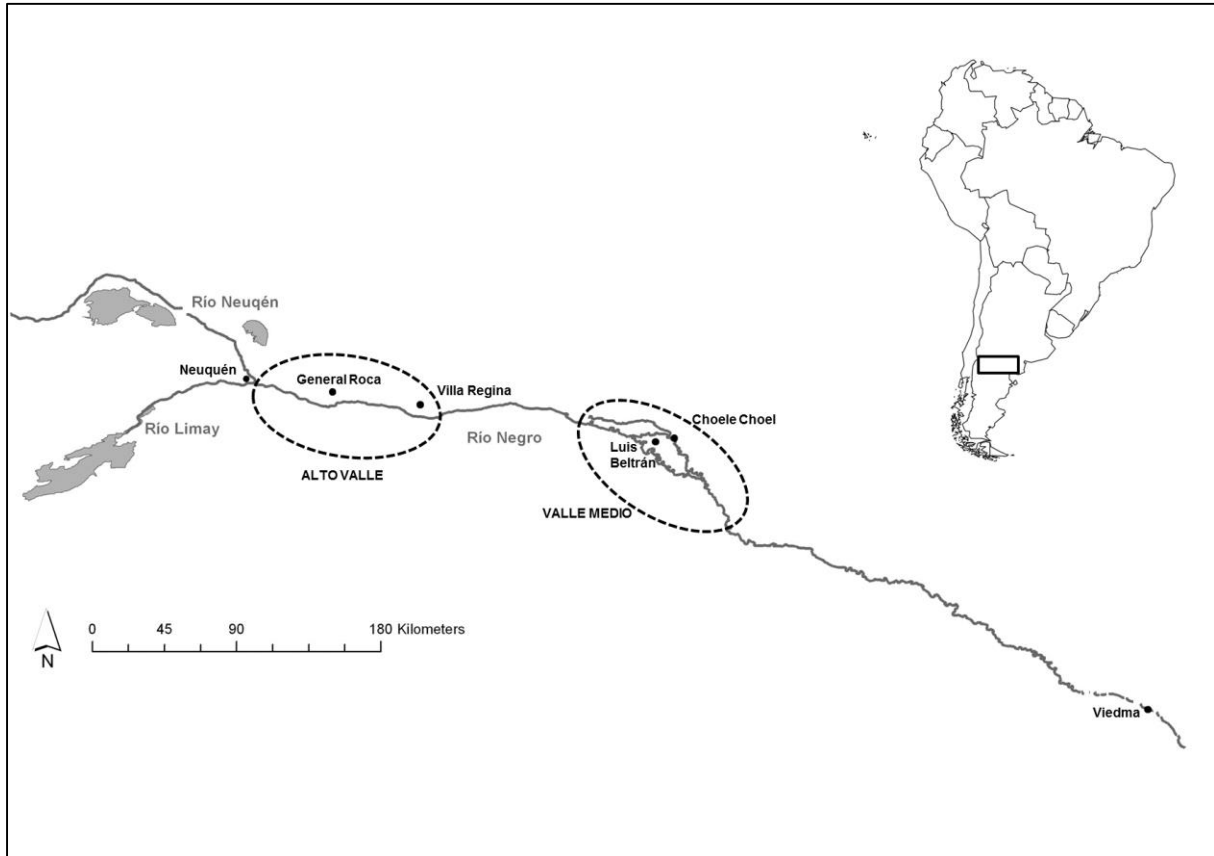 Río Neuqén
Neuquén
General Roca
Villa Regina
Río Limay
Río Negro
Choele Choel
Luis
Beltrán
ALTO VALLE
VALLE MEDIO
0 45 90 180 Kilometers
N
Viedma